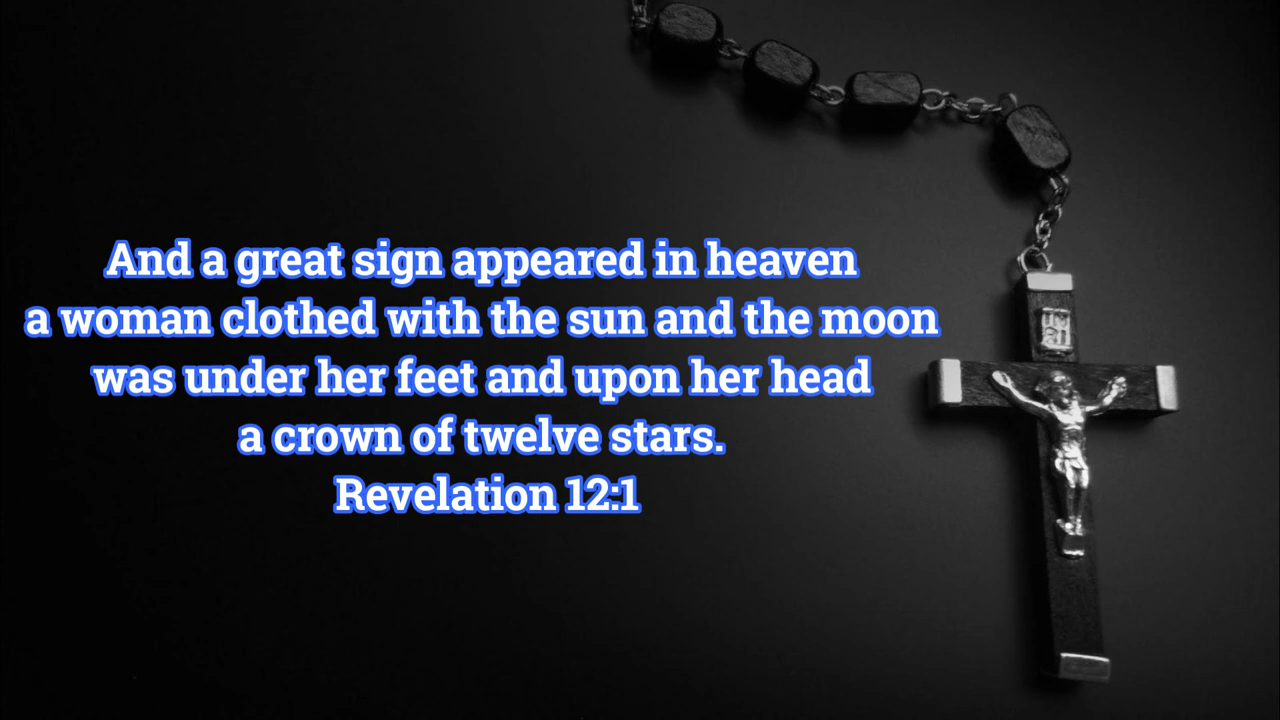 And a great sign appeared in heaven
a woman clothed with the sun and the moon
was under her feet and upon her head
a crown of twelve stars.
Revelation 12:1